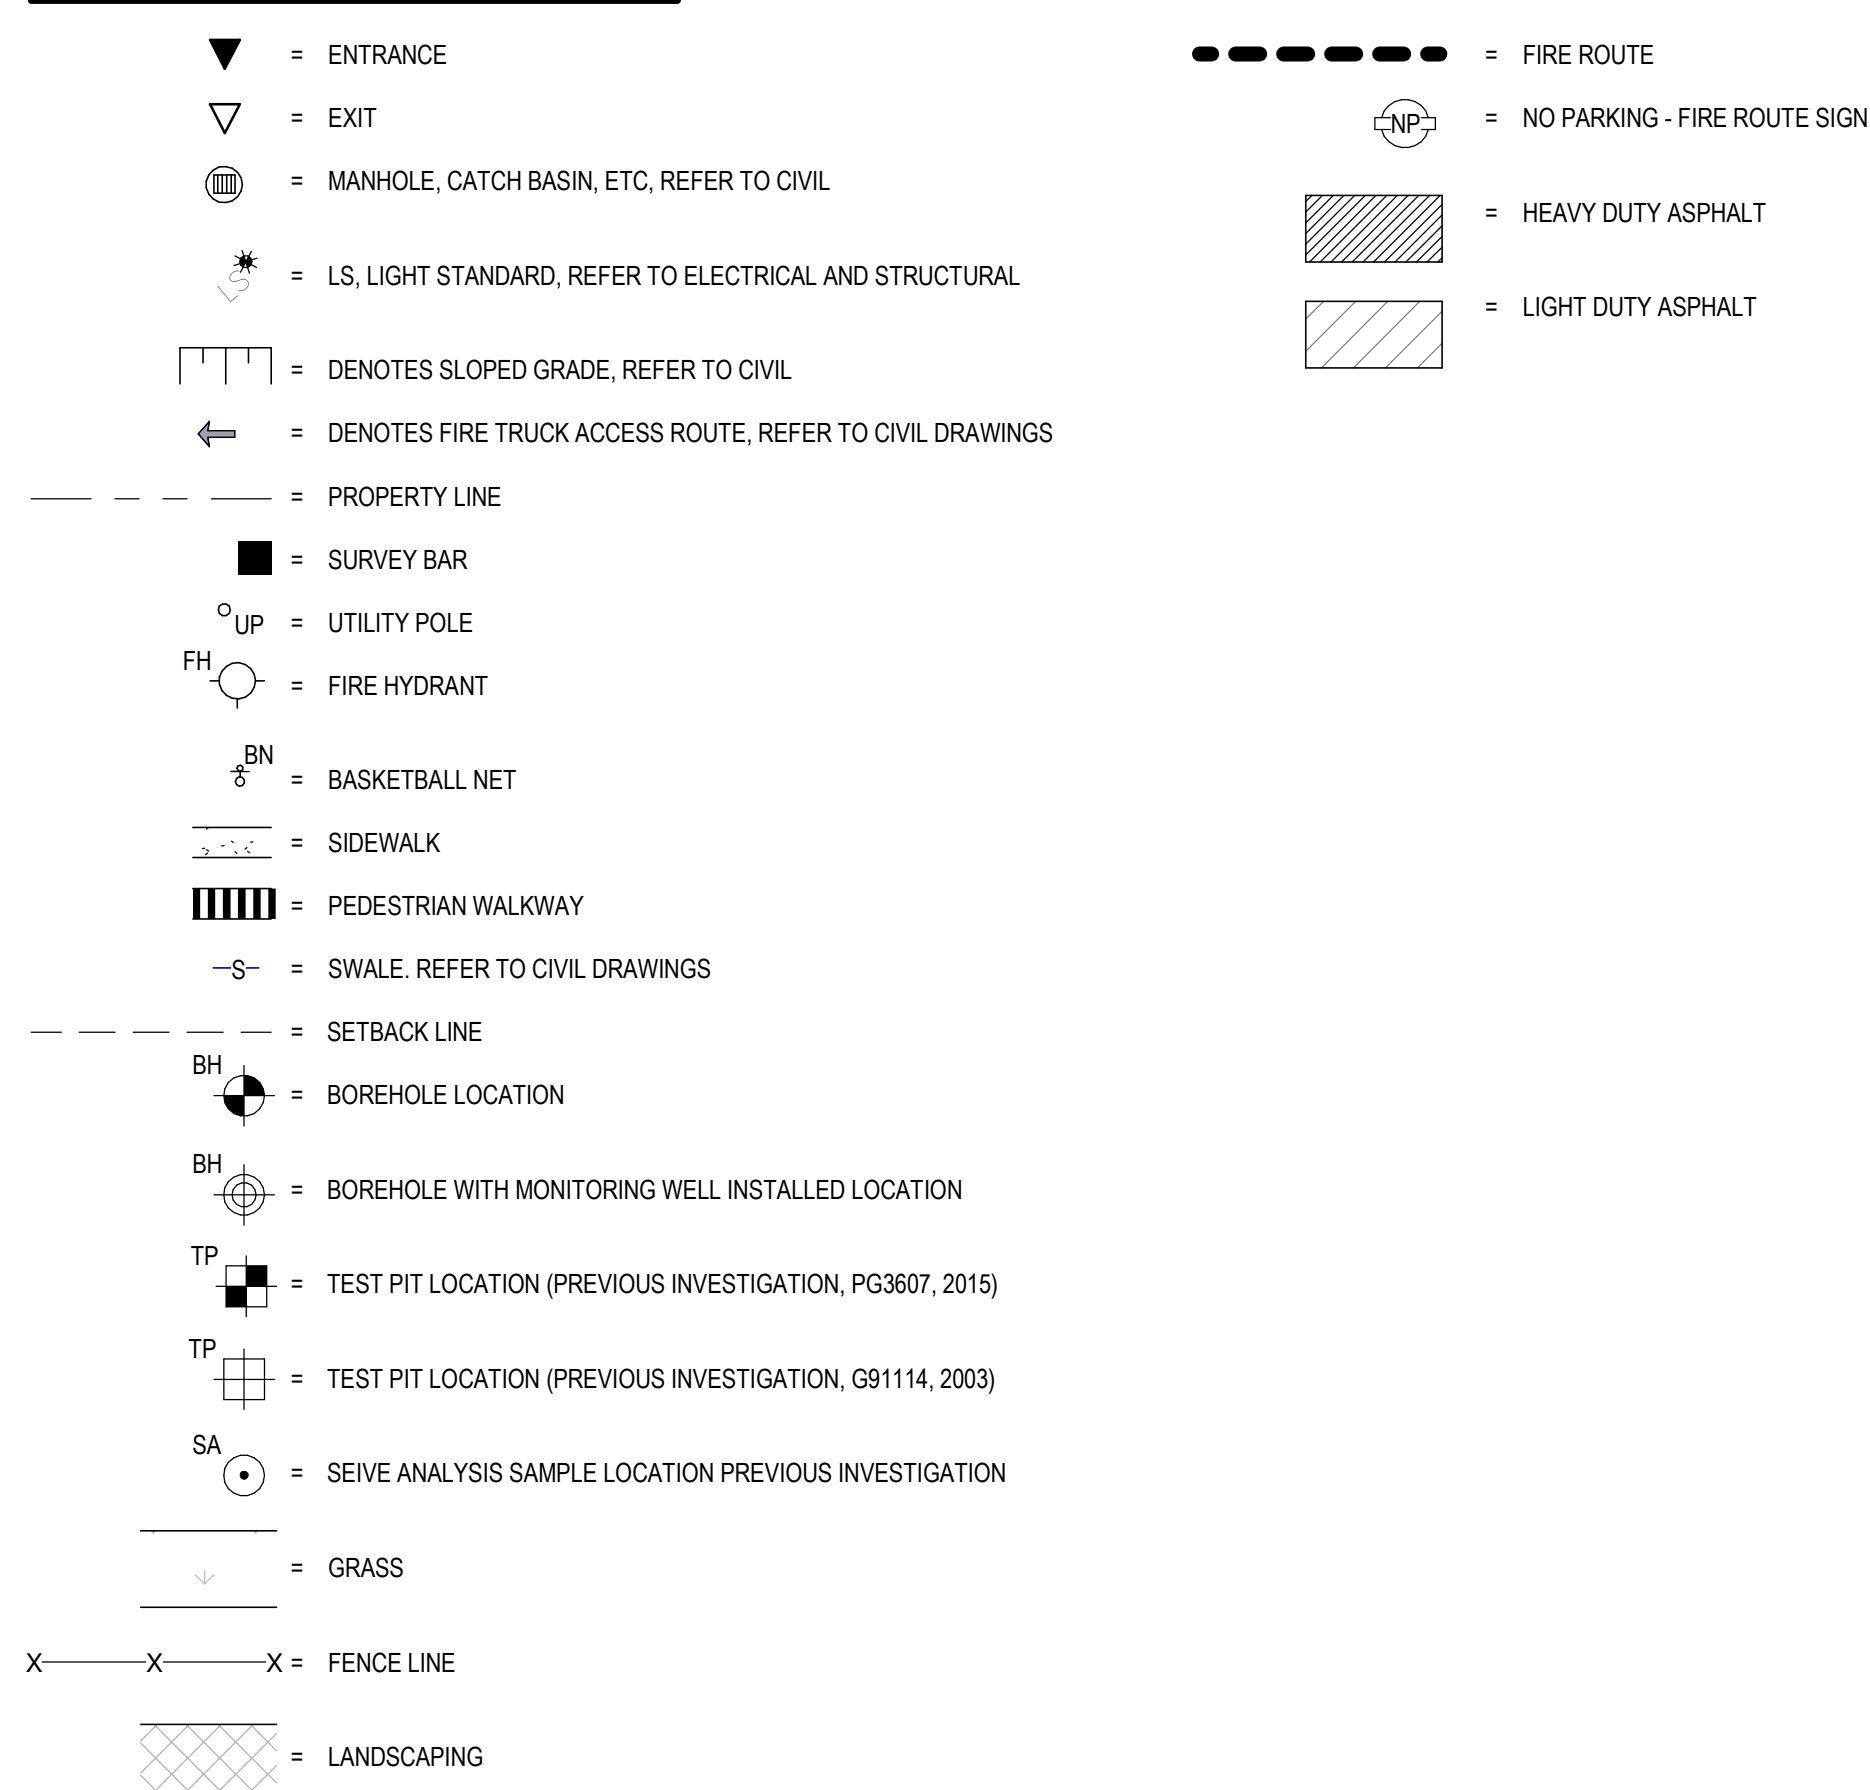 = ENTRANCE
= EXIT
= MANHOLE, CATCH BASIN, ETC, REFER TO CIVIL
LS = LS, LIGHT STANDARD, REFER TO ELECTRICAL AND STRUCTURAL
= DENOTES SLOPED GRADE, REFER TO CIVIL
= DENOTES FIRE TRUCK ACCESS ROUTE, REFER TO CIVIL DRAWINGS
= PROPERTY LINE
= SURVEY BAR
UP = UTILITY POLE
FH = FIRE HYDRANT
BN = BASKETBALL NET
= SIDEWALK
= PEDESTRIAN WALKWAY
S = SWALE. REFER TO CIVIL DRAWINGS
= SETBACK LINE
BH = BOREHOLE LOCATION
BH = BOREHOLE WITH MONITORING WELL INSTALLED LOCATION
TP = TEST PIT LOCATION (PREVIOUS INVESTIGATION, PG3607, 2015)
TP = TEST PIT LOCATION (PREVIOUS INVESTIGATION, G91114, 2003)
SA = SEIVE ANALYSIS SAMPLE LOCATION PREVIOUS INVESTIGATION
= GRASS
X X X = FENCE LINE
= LANDSCAPING
= FIRE ROUTE
NP = NO PARKING - FIRE ROUTE SIGN
= HEAVY DUTY ASPHALT
= LIGHT DUTY ASPHALT